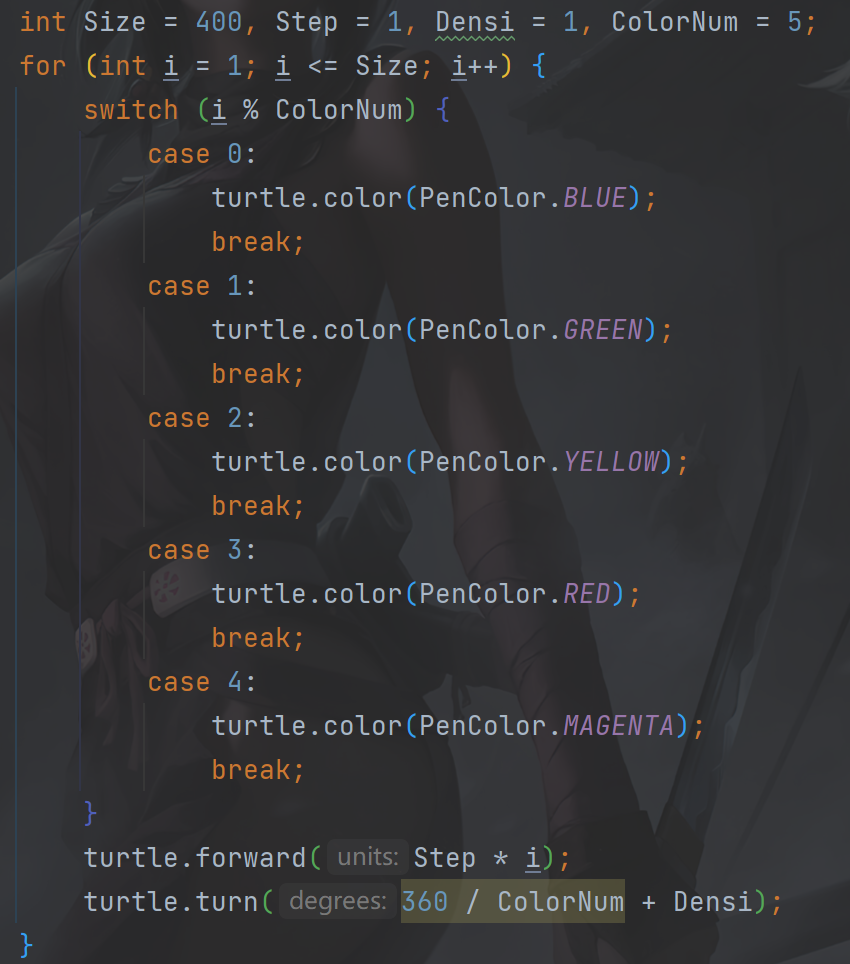 int Size = 400, Step = 1, Densi = 1, ColorNum = 5;
for (int i = 1; i <= Size; i++) {
    switch (i % ColorNum) {
        case 0:
            turtle.color(PenColor.BLUE);
            break;
        case 1:
            turtle.color(PenColor.GREEN);
            break;
        case 2:
            turtle.color(PenColor.YELLOW);
            break;
        case 3:
            turtle.color(PenColor.RED);
            break;
        case 4:
            turtle.color(PenColor.MAGENTA);
            break;
    }
    turtle.forward( units: Step * i);
    turtle.turn( degrees: 360 / ColorNum + Densi);
}